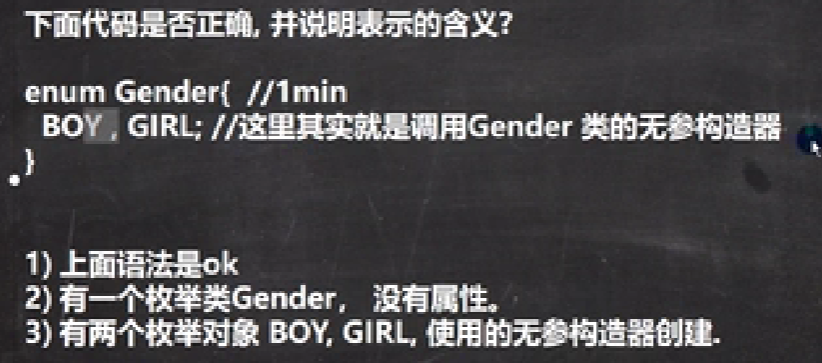 下面代码是否正确, 并说明表示的含义?
enum Gender{ //1min
BOY , GIRL; //这里其实就是调用Gender 类的无参构造器
}
1) 上面语法是ok
2) 有一个枚举类Gender， 没有属性。
3) 有两个枚举对象 BOY, GIRL, 使用的无参构造器创建.